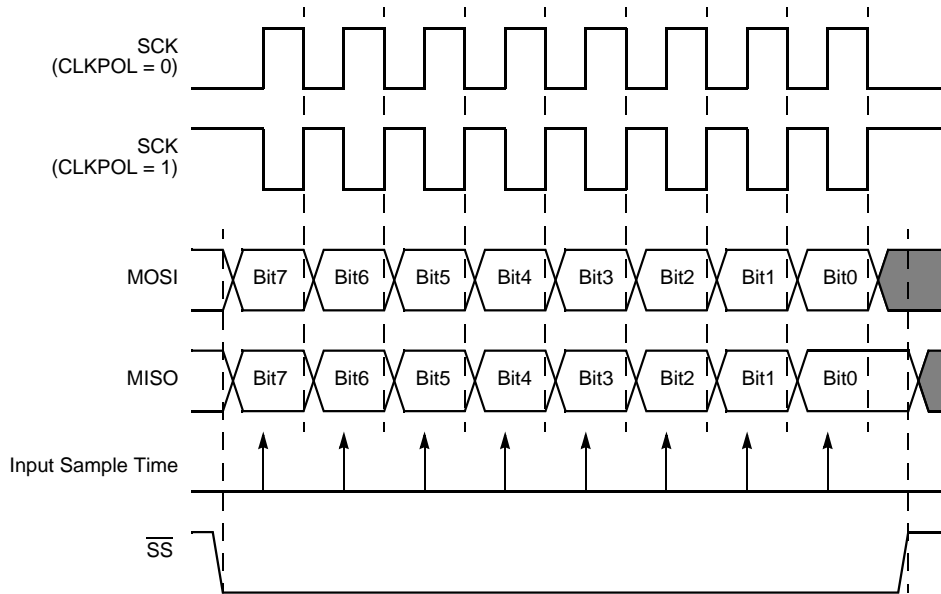 SCK
(CLKPOL = 0)
SCK
(CLKPOL = 1)
MOSI
Bit7 Bit6 Bit5 Bit4 Bit3 Bit2 Bit1 Bit0
MISO
Bit7 Bit6 Bit5 Bit4 Bit3 Bit2 Bit1 Bit0
Input Sample Time
SS